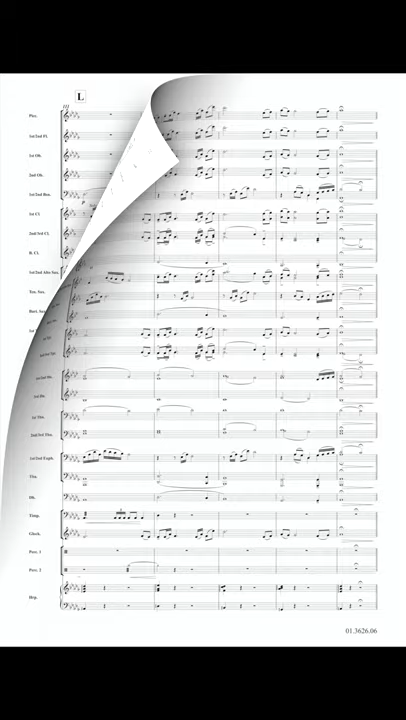 L
111
Picc.
1st/2nd Fl.
1st Ob.
2nd Ob.
1st/2nd Bsn.
1st Cl.
2nd/3rd Cl.
B. Cl.
1st/2nd Alto Sax.
Ten. Sax.
Bari. Sax.
1st/2nd Hn.
3rd Hn.
1st Tbn.
2nd/3rd Tbn.
1st/2nd Euph.
Tba.
Db.
Timp.
Glock.
Perc. 1
Perc. 2
Hrp.
01.3626.06